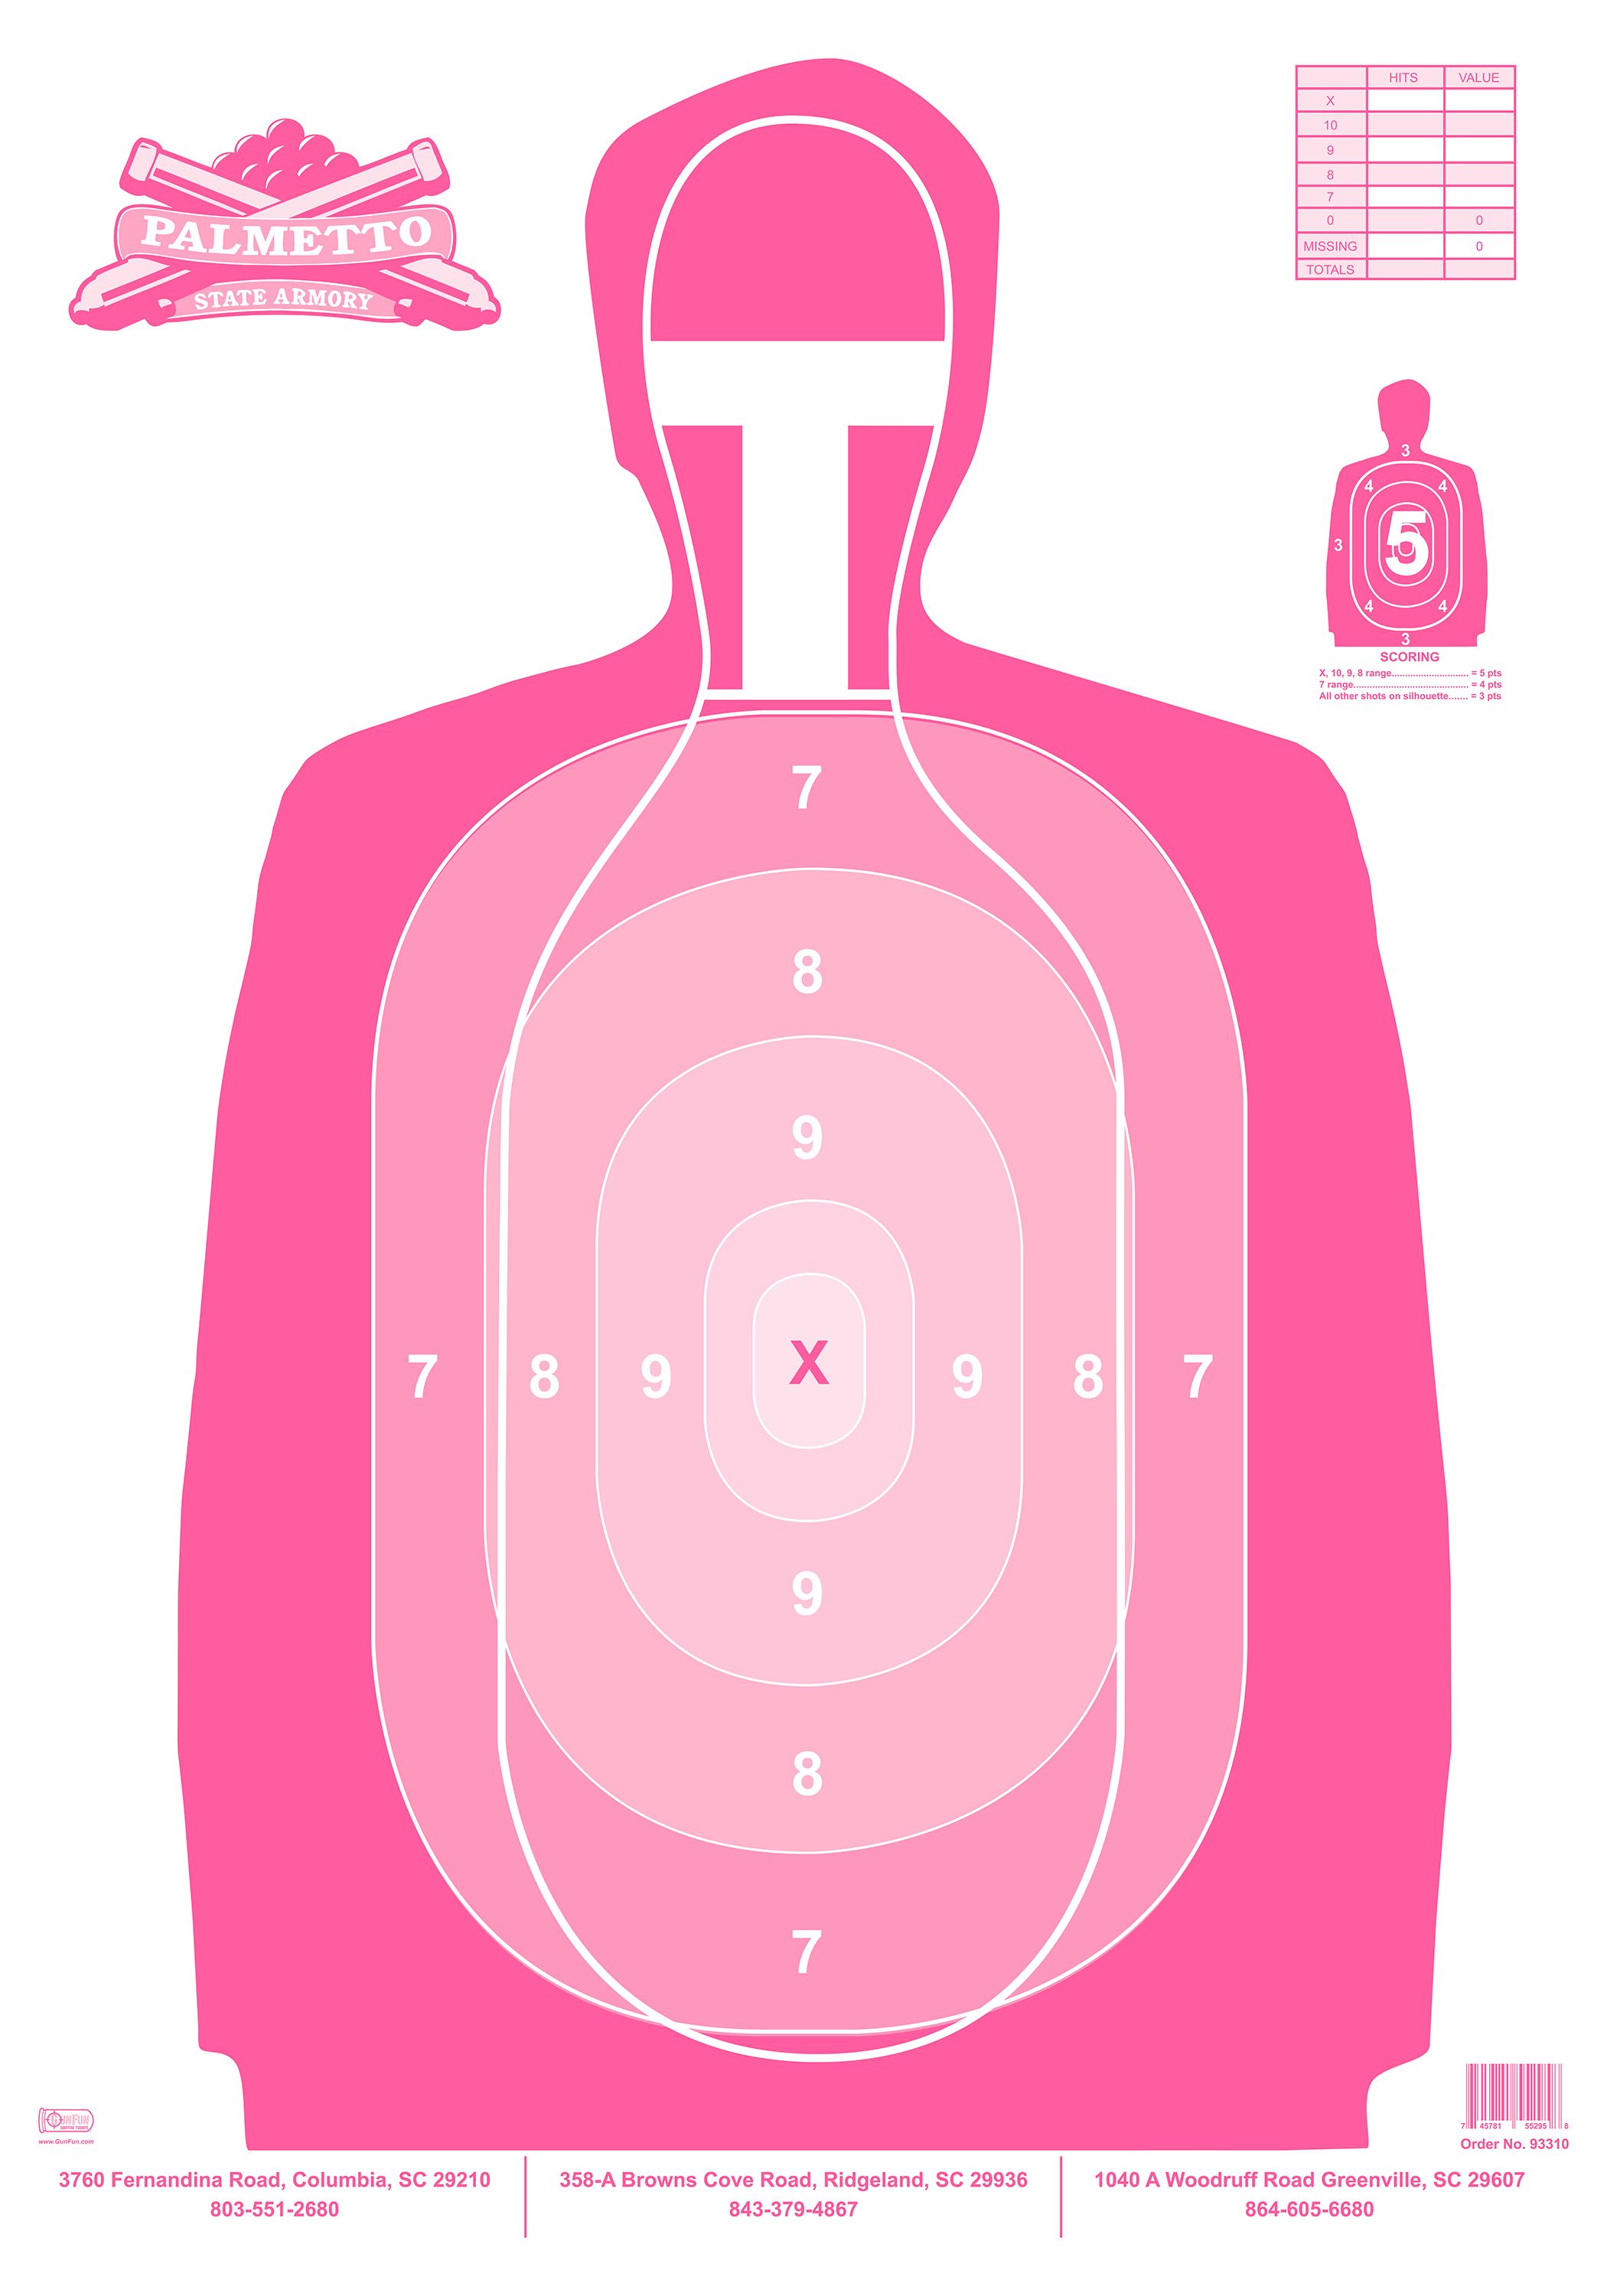 PALMETTO
STATE ARMORY
HITS VALUE
X
10
9
8
7
0 0
MISSING 0
TOTALS
3
4 4
3 5
4 4
3
SCORING
X, 10, 9, 8 range............................ = 5 pts
7 range.......................................... = 4 pts
All other shots on silhouette....... = 3 pts
7
8
9
7 8 9 X 9 8 7
9
8
7
GUNFUN
www.GunFun.com
7 45781 55295 8
Order No. 93310
3760 Fernandina Road, Columbia, SC 29210
803-551-2680
358-A Browns Cove Road, Ridgeland, SC 29936
843-379-4867
1040 A Woodruff Road Greenville, SC 29607
864-605-6680